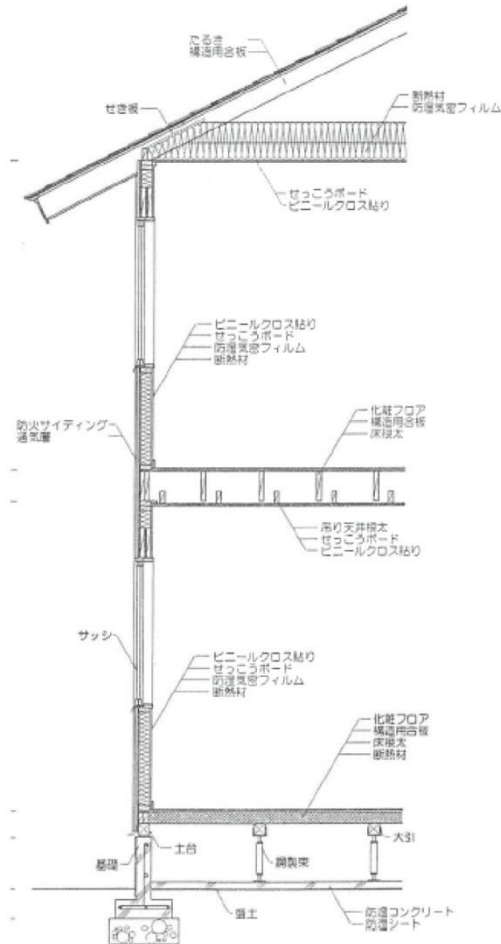 たるき
構造用合板
せき板
断熱材
防湿気密フィルム
せっこうボード
ビニールクロス貼り
ビニールクロス貼り
せっこうボード
防湿気密フィルム
断熱材
防火サイディング
通気層
化粧フロア
構造用合板
床根太
吊り天井根太
せっこうボード
ビニールクロス貼り
サッシ
ビニールクロス貼り
せっこうボード
防湿気密フィルム
断熱材
化粧フロア
構造用合板
床根太
断熱材
土台
大引
基礎
鋼製束
盛土
防湿コンクリート
防湿シート